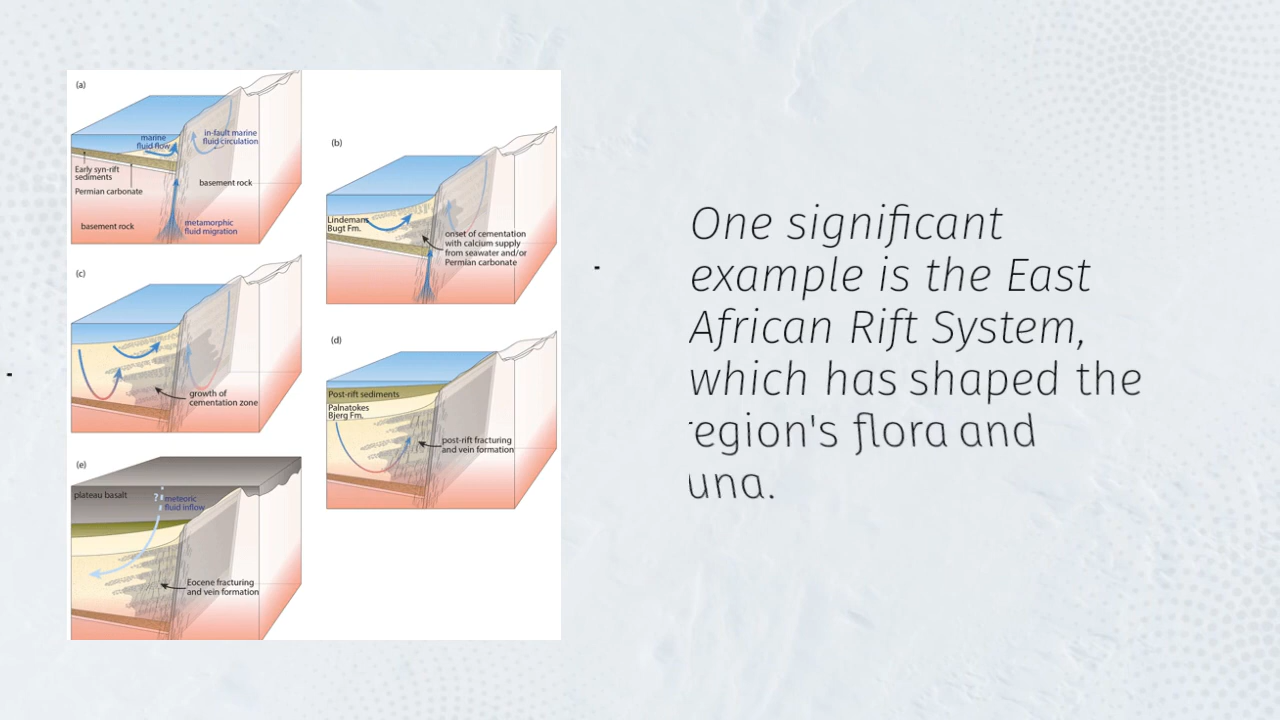 (a)
marine
fluid flow
in-fault marine
fluid circulation
Early syn-rift
sediments
Permian carbonate
basement rock
basement rock
metamorphic
fluid migration
(b)
Lindemans
Bugt Fm.
onset of cementation
with calcium supply
from seawater and/or
Permian carbonate
(c)
growth of
cementation zone
(d)
Post-rift sediments
Palnatokes
Bjerg Fm.
post-rift fracturing
and vein formation
(e)
plateau basalt
? meteoric
fluid inflow
Eocene fracturing
and vein formation
One significant
example is the East
African Rift System,
which has shaped the
egion's flora and
una.